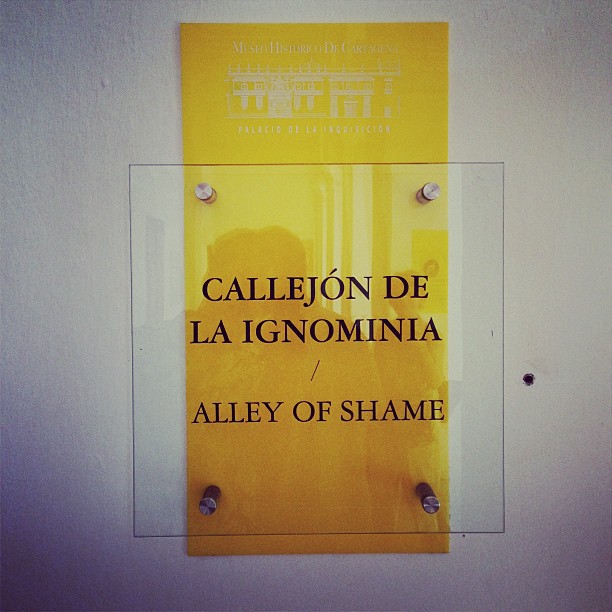 MUSEO HISTÓRICO DE CARTAGENA
PALACIO DE LA INQUISICIÓN
CALLEJÓN DE
LA IGNOMINIA
/
ALLEY OF SHAME